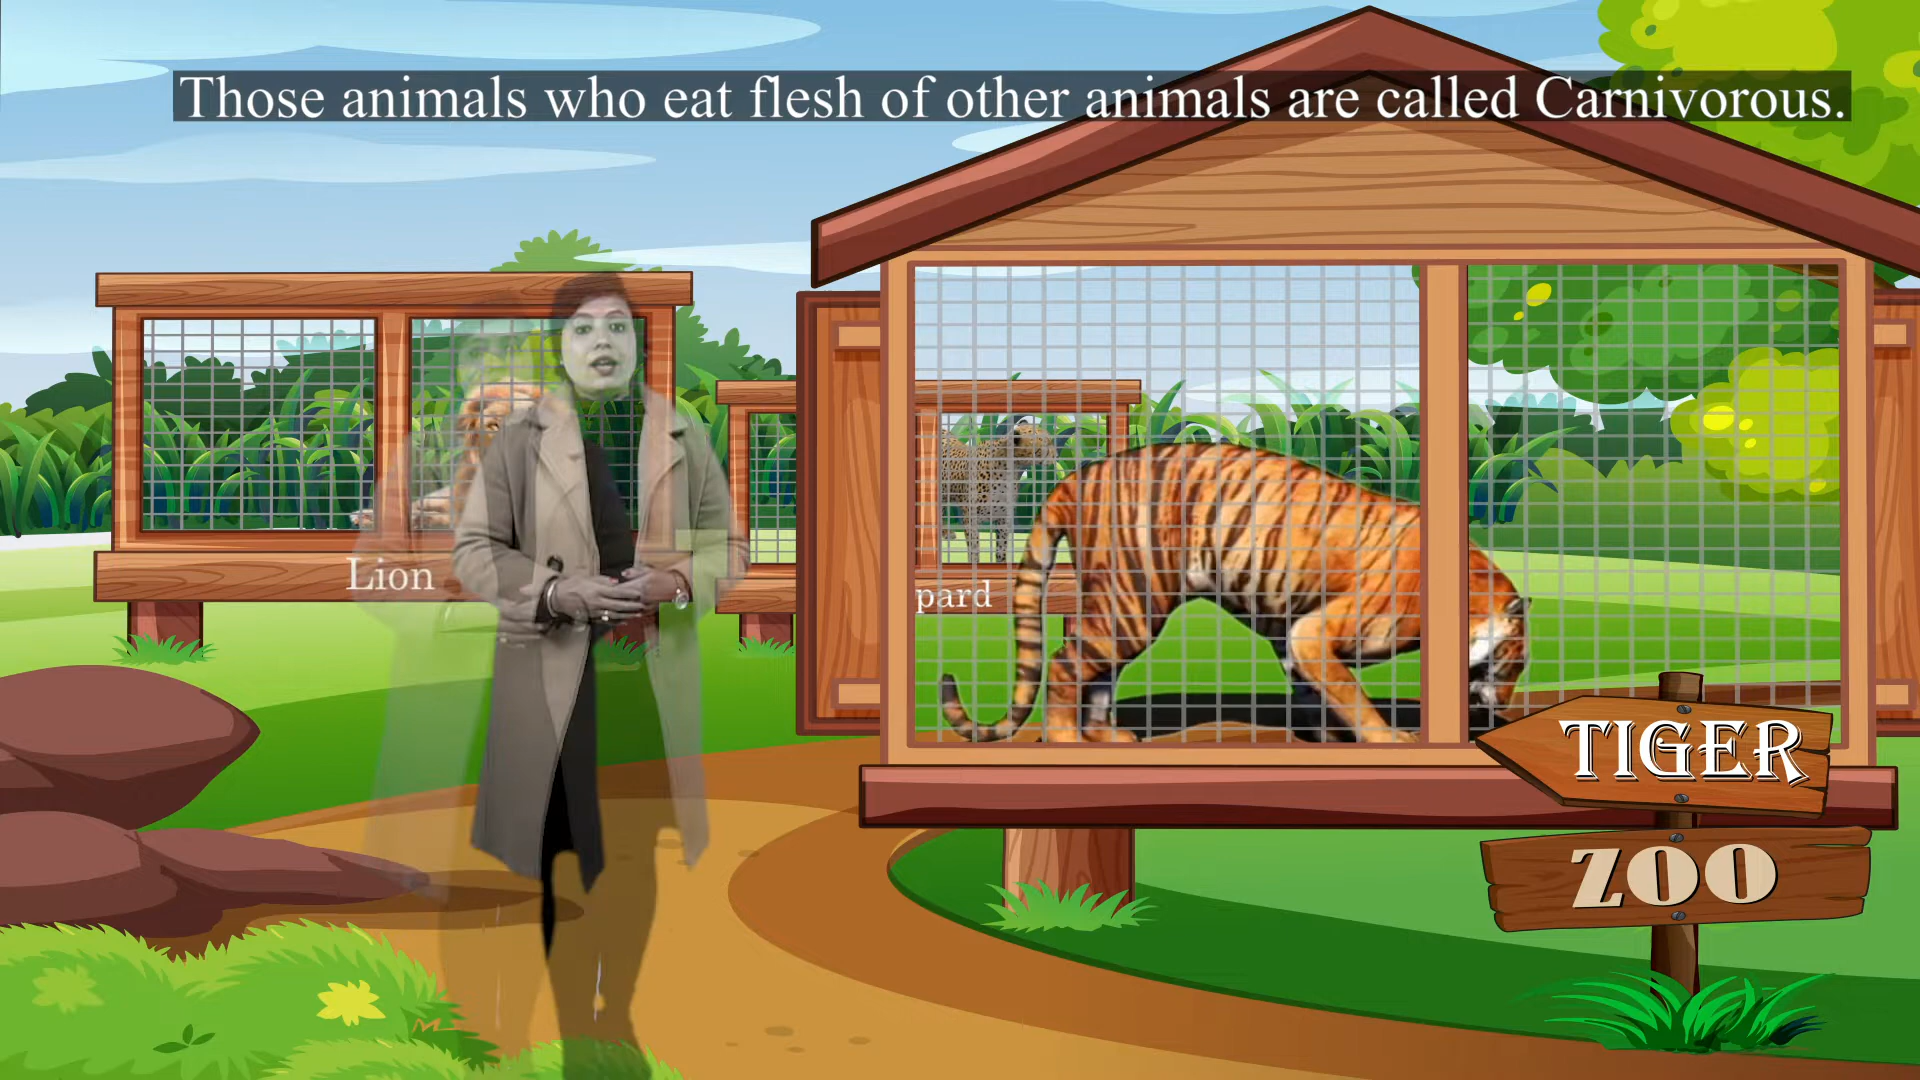 Those animals who eat flesh of other animals are called Carnivorous.
Lion
pard
TIGER
ZOO